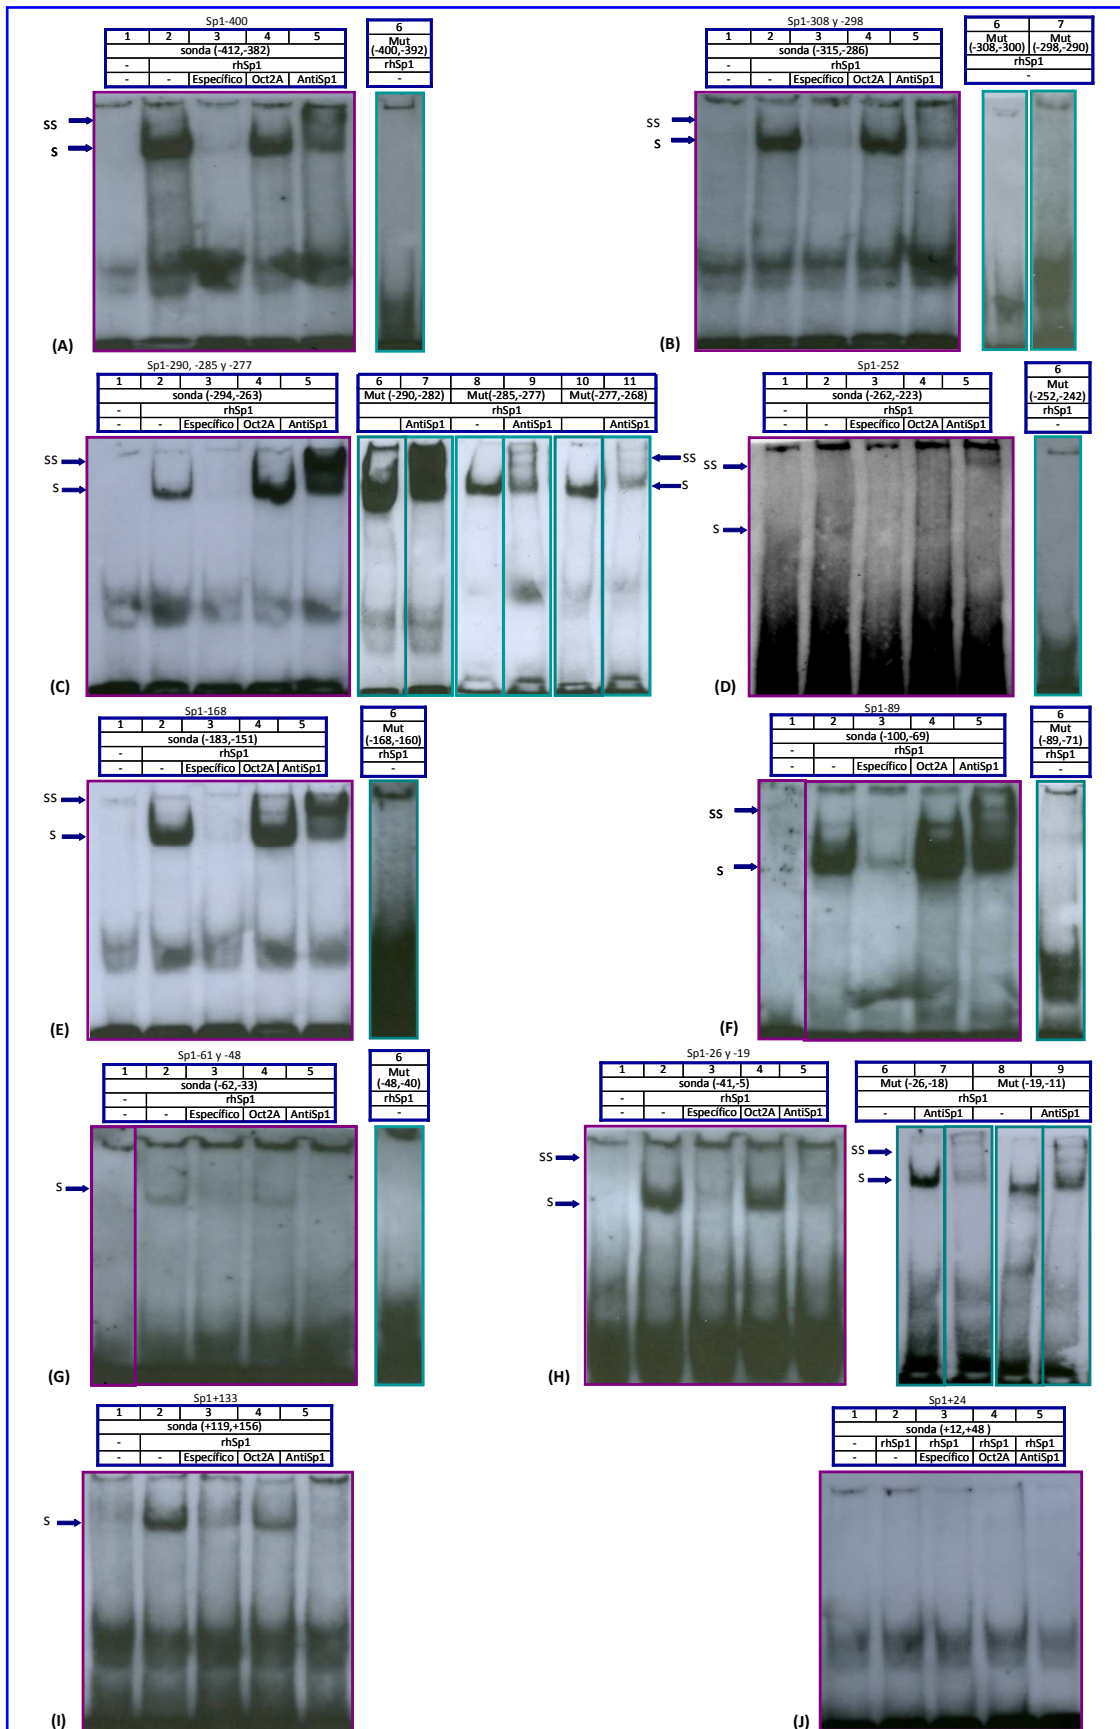 Sp1-400
1 2 3 4 5
sonda (-412,-382)
- rhSp1
- - Específico Oct2A AntiSp1
6
Mut
(-400,-392)
rhSp1
-
SS
S
(A)
Sp1-308 y -298
1 2 3 4 5
sonda (-315,-286)
- rhSp1
- - Específico Oct2A AntiSp1
6 7
Mut Mut
(-308,-300) (-298,-290)
rhSp1
-
SS
S
(B)
Sp1-290, -285 y -277
1 2 3 4 5
sonda (-294,-263)
- rhSp1
- - Específico Oct2A AntiSp1
6 7 8 9 10 11
Mut (-290,-282) Mut(-285,-277) Mut(-277,-268)
rhSp1
- AntiSp1 - AntiSp1 - AntiSp1
SS
S
SS
S
(C)
Sp1-252
1 2 3 4 5
sonda (-262,-223)
- rhSp1
- - Específico Oct2A AntiSp1
6
Mut
(-252,-242)
rhSp1
-
SS
S
(D)
Sp1-168
1 2 3 4 5
sonda (-183,-151)
- rhSp1
- - Específico Oct2A AntiSp1
6
Mut
(-168,-160)
rhSp1
-
SS
S
(E)
Sp1-89
1 2 3 4 5
sonda (-100,-69)
- rhSp1
- - Específico Oct2A AntiSp1
6
Mut
(-89,-71)
rhSp1
-
SS
S
(F)
Sp1-61 y -48
1 2 3 4 5
sonda (-62,-33)
- rhSp1
- - Específico Oct2A AntiSp1
6
Mut
(-48,-40)
rhSp1
-
S
(G)
Sp1-26 y -19
1 2 3 4 5
sonda (-41,-5)
- rhSp1
- - Específico Oct2A AntiSp1
6 7 8 9
Mut (-26,-18) Mut (-19,-11)
rhSp1
- AntiSp1 - AntiSp1
SS
S
SS
S
(H)
Sp1+133
1 2 3 4 5
sonda (+119,+156)
- rhSp1
- - Específico Oct2A AntiSp1
S
(I)
Sp1+24
1 2 3 4 5
sonda (+12,+48 )
- rhSp1 rhSp1 rhSp1 rhSp1
- - Específico Oct2A AntiSp1
(J)